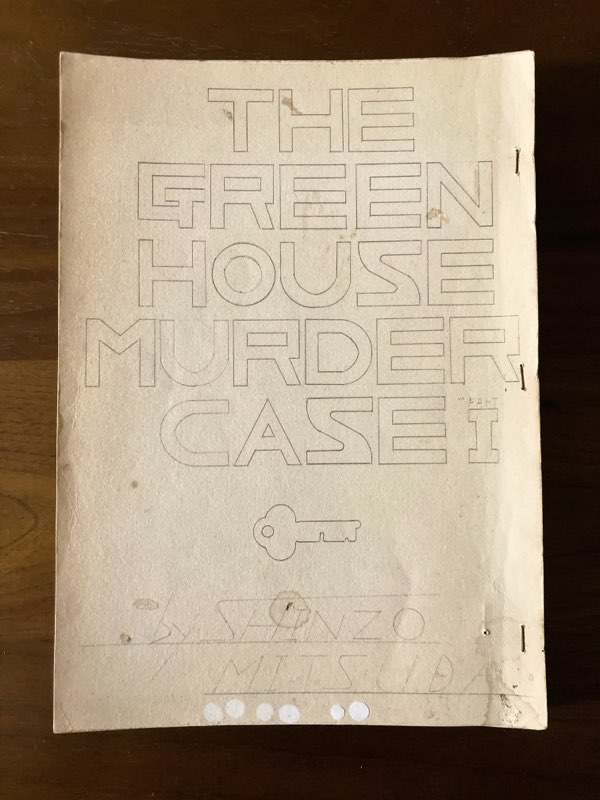 THE
GREEN
HOUSE
MURDER
CASE PART I
by SHINZO
MITSUDA